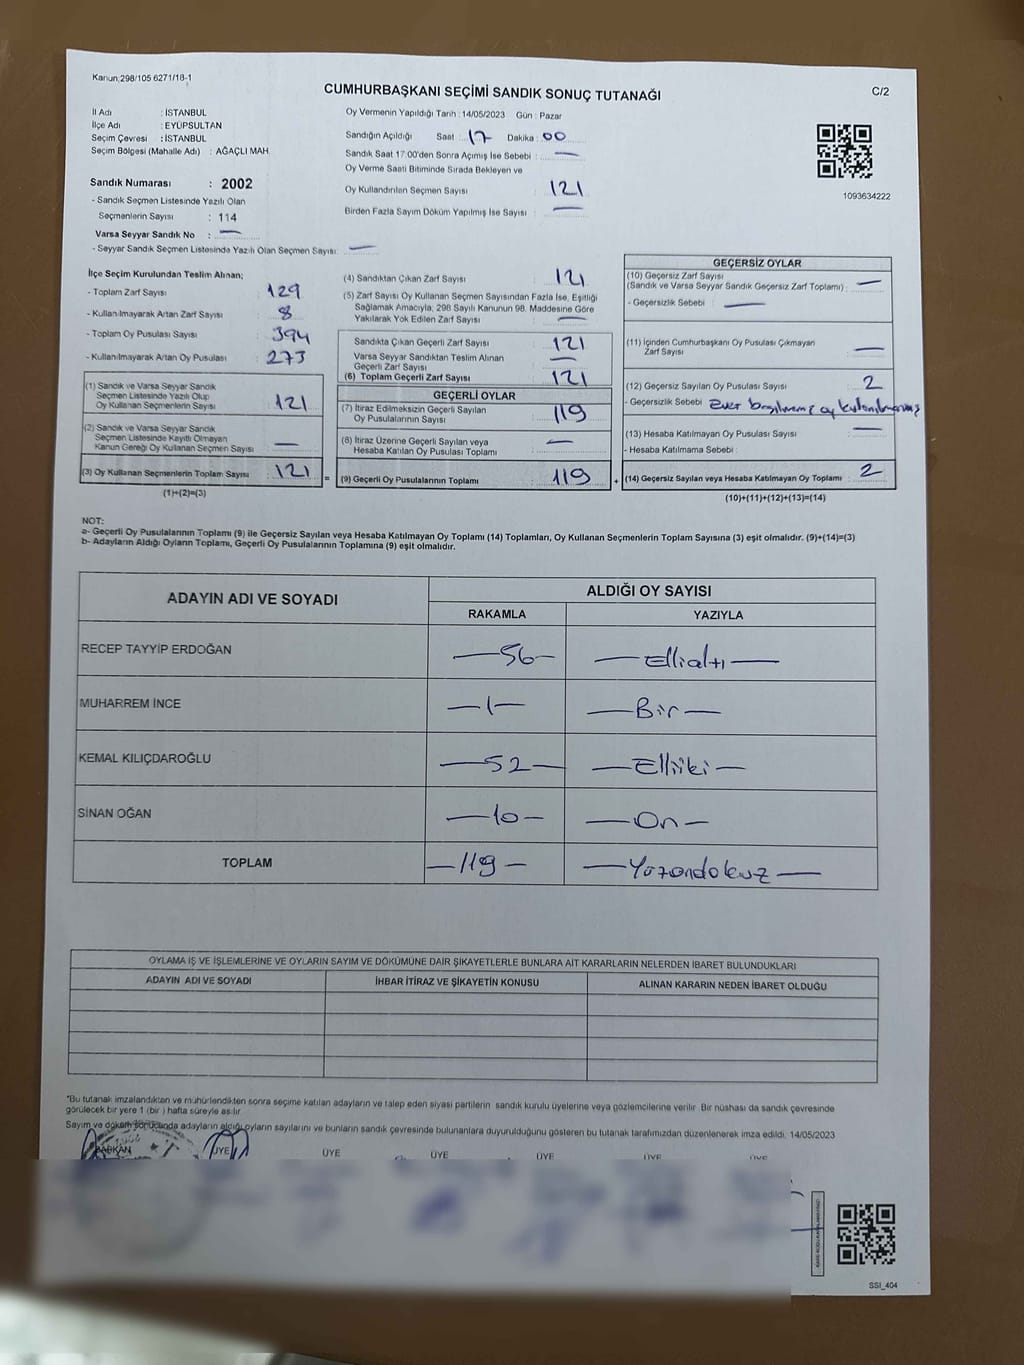 Kanun,298/105 6271/18-1
CUMHURBAŞKANI SEÇİMİ SANDIK SONUÇ TUTANAĞI
C/2
İl Adı : İSTANBUL
İlçe Adı : EYÜPSULTAN
Seçim Çevresi : İSTANBUL
Seçim Bölgesi (Mahalle Adı) : AĞAÇLI MAH.
Sandık Numarası : 2002
- Sandık Seçmen Listesinde Yazılı Olan
Seçmenlerin Sayısı : 114
Varsa Seyyar Sandık No : —
- Seyyar Sandık Seçmen Listesinde Yazılı Olan Seçmen Sayısı: —
Oy Vermenin Yapıldığı Tarih : 14/05/2023 Gün : Pazar
Sandığın Açıldığı Saat : 17 Dakika : 00
Sandık Saat 17:00'den Sonra Açmış İse Sebebi : —
Oy Verme Saati Bitiminde Sırada Bekleyen ve
Oy Kullandırılan Seçmen Sayısı : 121
Birden Fazla Sayım Döküm Yapılmış İse Sayısı : —
1093634222
İlçe Seçim Kurulundan Teslim Alınan;
- Toplam Zarf Sayısı : 129
- Kullanılmayarak Artan Zarf Sayısı : 8
- Toplam Oy Pusulası Sayısı : 394
- Kullanılmayarak Artan Oy Pusulası : 273
(1) Sandık ve Varsa Seyyar Sandık
Seçmen Listesinde Yazılı Olup
Oy Kullanan Seçmenlerin Sayısı : 121
(2) Sandık ve Varsa Seyyar Sandık
Seçmen Listesinde Kayıtlı Olmayan
Kanun Gereği Oy Kullanan Seçmen Sayısı : —
(3) Oy Kullanan Seçmenlerin Toplam Sayısı : 121
(1)+(2)=(3)
(4) Sandıktan Çıkan Zarf Sayısı : 121
(5) Zarf Sayısı Oy Kullanan Seçmen Sayısından Fazla İse, Eşitliği
Sağlamak Amacıyla; 298 Sayılı Kanunun 98. Maddesine Göre
Yakılarak Yok Edilen Zarf Sayısı : —
Sandıkta Çıkan Geçerli Zarf Sayısı : 121
Varsa Seyyar Sandıktan Teslim Alınan
Geçerli Zarf Sayısı : —
(6) Toplam Geçerli Zarf Sayısı : 121
GEÇERLİ OYLAR
(7) İtiraz Edilmeksizin Geçerli Sayılan
Oy Pusulalarının Sayısı : 119
(8) İtiraz Üzerine Geçerli Sayılan veya
Hesaba Katılan Oy Pusulası Toplamı : —
= (9) Geçerli Oy Pusulalarının Toplamı : 119
GEÇERSİZ OYLAR
(10) Geçersiz Zarf Sayısı
(Sandık ve Varsa Seyyar Sandık Geçersiz Zarf Toplamı) : —
- Geçersizlik Sebebi : —
(11) İçinden Cumhurbaşkanı Oy Pusulası Çıkmayan
Zarf Sayısı : —
(12) Geçersiz Sayılan Oy Pusulası Sayısı : 2
- Geçersizlik Sebebi : Evet basılmamış oy kullanılmamış
(13) Hesaba Katılmayan Oy Pusulası Sayısı : —
- Hesaba Katılmama Sebebi :
+ (14) Geçersiz Sayılan veya Hesaba Katılmayan Oy Toplamı : 2
(10)+(11)+(12)+(13)=(14)
NOT:
a- Geçerli Oy Pusulalarının Toplamı (9) ile Geçersiz Sayılan veya Hesaba Katılmayan Oy Toplamı (14) Toplamları, Oy Kullanan Seçmenlerin Toplam Sayısına (3) eşit olmalıdır. (9)+(14)=(3)
b- Adayların Aldığı Oyların Toplamı, Geçerli Oy Pusulalarının Toplamına (9) eşit olmalıdır.
ADAYIN ADI VE SOYADI
ALDIĞI OY SAYISI
RAKAMLA YAZIYLA
RECEP TAYYİP ERDOĞAN —56— —Ellialtı—
MUHARREM İNCE —1— —Bir—
KEMAL KILIÇDAROĞLU —52— —Elliiki—
SİNAN OĞAN —10— —On—
TOPLAM —119— —Yüzondokuz—
OYLAMA İŞ VE İŞLEMLERİNE VE OYLARIN SAYIM VE DÖKÜMÜNE DAİR ŞİKAYETLERLE BUNLARA AİT KARARLARIN NELERDEN İBARET BULUNDUKLARI
ADAYIN ADI VE SOYADI İHBAR İTİRAZ VE ŞİKAYETİN KONUSU ALINAN KARARIN NEDEN İBARET OLDUĞU
*Bu tutanak imzalandıktan ve mühürlendikten sonra seçime katılan adayların ve talep eden siyasi partilerin sandık kurulu üyelerine veya gözlemcilerine verilir. Bir nüshası da sandık çevresinde
görülecek bir yere 1 (bir) hafta süreyle asılır.
Sayım ve döküm sonucunda adayların aldığı oyların sayılarını ve bunların sandık çevresinde bulunanlara duyurulduğunu gösteren bu tutanak tarafımızdan düzenlenerek imza edildi. 14/05/2023
BAŞKAN ÜYE ÜYE ÜYE ÜYE ÜYE ÜYE
SSI_404